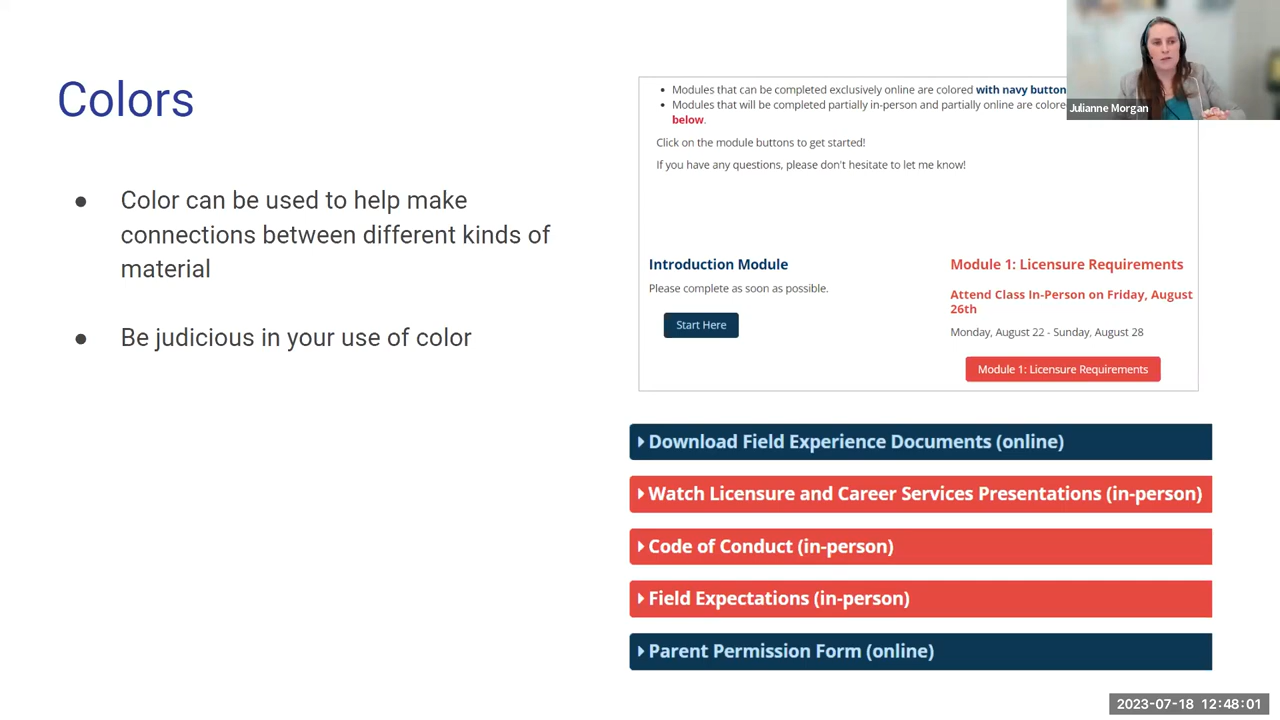 Colors
● Color can be used to help make
connections between different kinds of
material
● Be judicious in your use of color
• Modules that can be completed exclusively online are colored with navy button
• Modules that will be completed partially in-person and partially online are colore
below.
Click on the module buttons to get started!
If you have any questions, please don't hesitate to let me know!
Introduction Module
Please complete as soon as possible.
Start Here
Module 1: Licensure Requirements
Attend Class In-Person on Friday, August
26th
Monday, August 22 - Sunday, August 28
Module 1: Licensure Requirements
Download Field Experience Documents (online)
Watch Licensure and Career Services Presentations (in-person)
Code of Conduct (in-person)
Field Expectations (in-person)
Parent Permission Form (online)
Julianne Morgan
2023-07-18 12:48:01